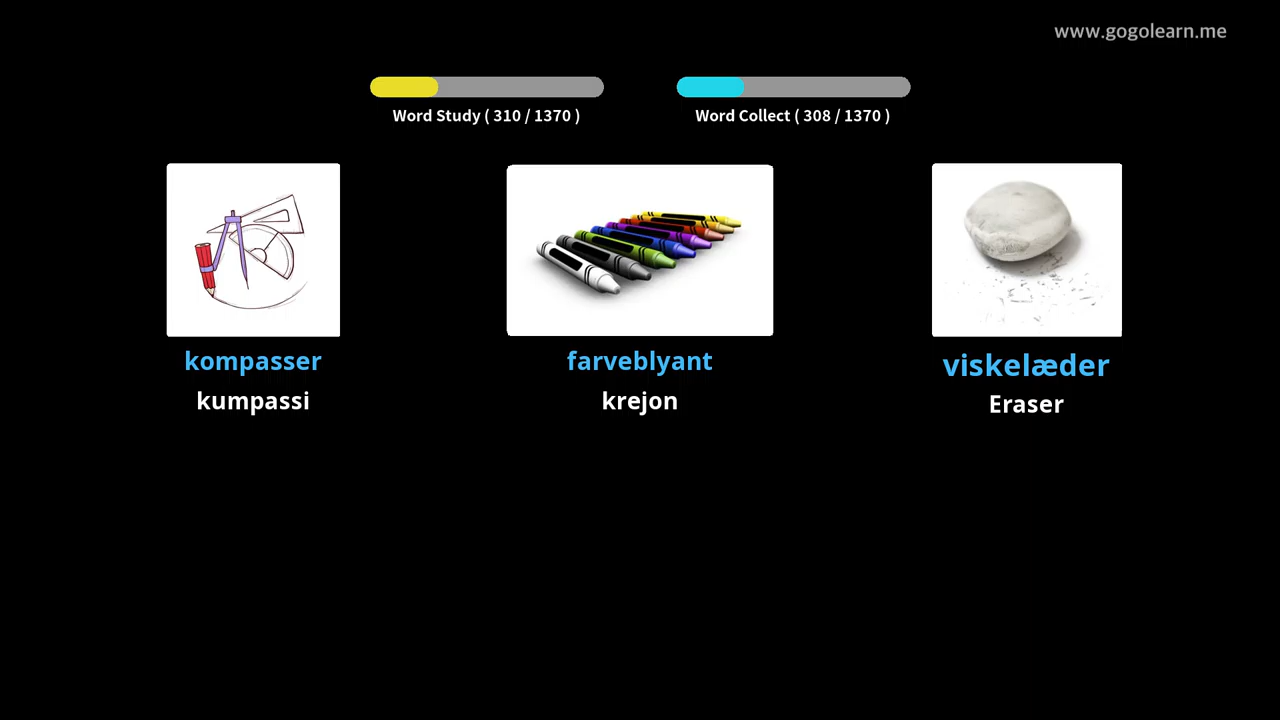 www.gogolearn.me
Word Study ( 310 / 1370 )
Word Collect ( 308 / 1370 )
kompasser
kumpassi
farveblyant
krejon
viskelæder
Eraser